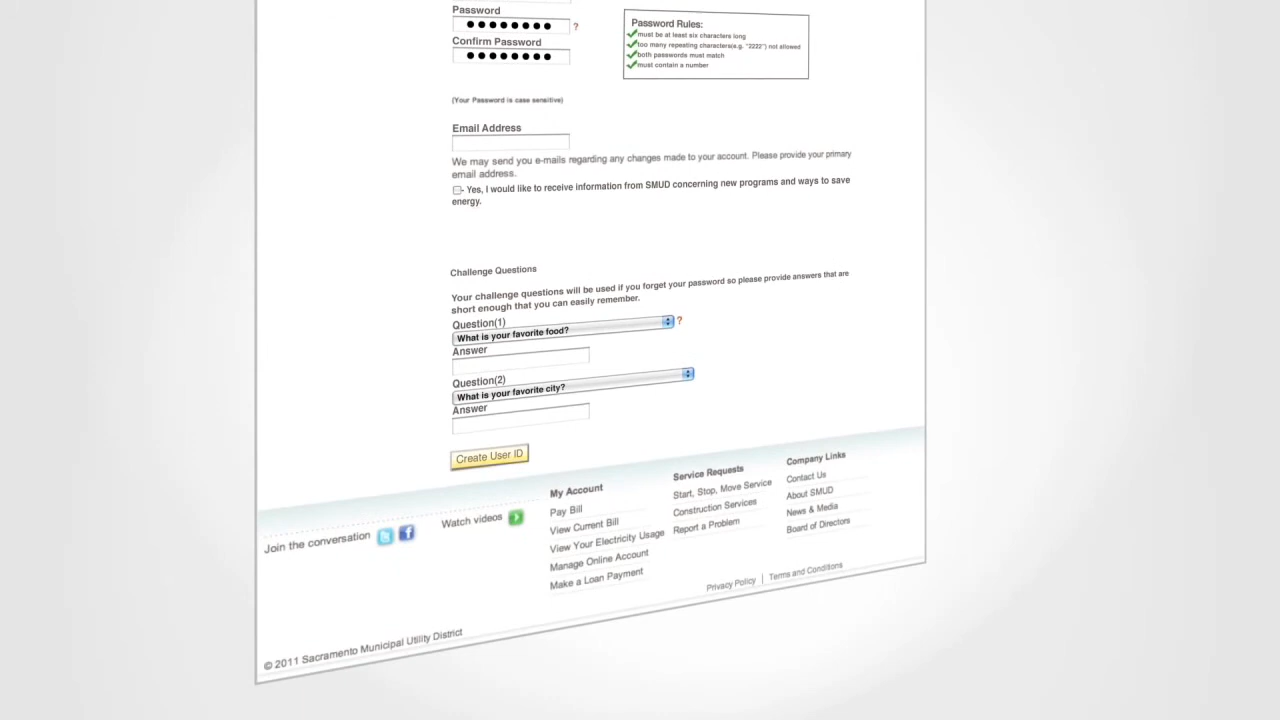 Password
●●●●●●●● ?
Confirm Password
●●●●●●●●
Password Rules:
must be at least six characters long
too many repeating characters(e.g. "2222") not allowed
both passwords must match
must contain a number
(Your Password is case sensitive)
Email Address
We may send you e-mails regarding any changes made to your account. Please provide your primary
email address.
- Yes, I would like to receive information from SMUD concerning new programs and ways to save
energy.
Challenge Questions
Your challenge questions will be used if you forget your password so please provide answers that are
short enough that you can easily remember.
Question(1)
What is your favorite food? ?
Answer
Question(2)
What is your favorite city?
Answer
Create User ID
Join the conversation
Watch videos
My Account
Pay Bill
View Current Bill
View Your Electricity Usage
Manage Online Account
Make a Loan Payment
Service Requests
Start, Stop, Move Service
Construction Services
Report a Problem
Company Links
Contact Us
About SMUD
News & Media
Board of Directors
Privacy Policy | Terms and Conditions
© 2011 Sacramento Municipal Utility District